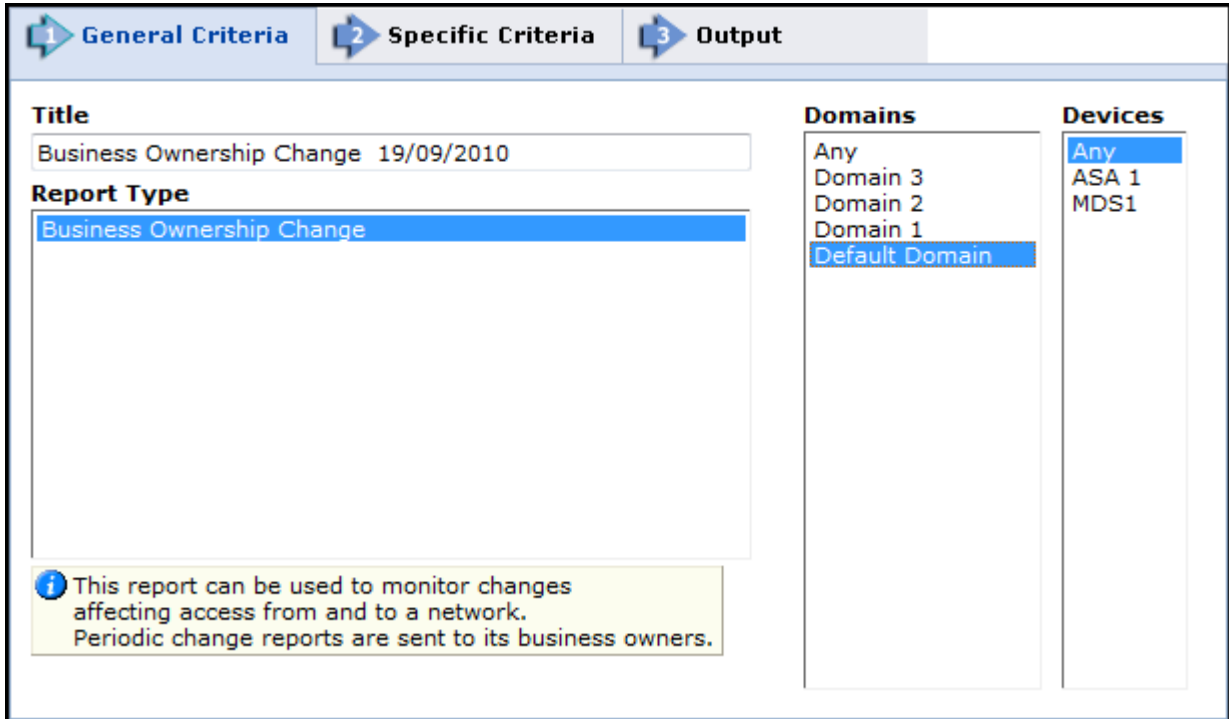 1 General Criteria
2 Specific Criteria
3 Output
Title
Business Ownership Change 19/09/2010
Report Type
Business Ownership Change
i This report can be used to monitor changes
affecting access from and to a network.
Periodic change reports are sent to its business owners.
Domains
Any
Domain 3
Domain 2
Domain 1
Default Domain
Devices
Any
ASA 1
MDS1